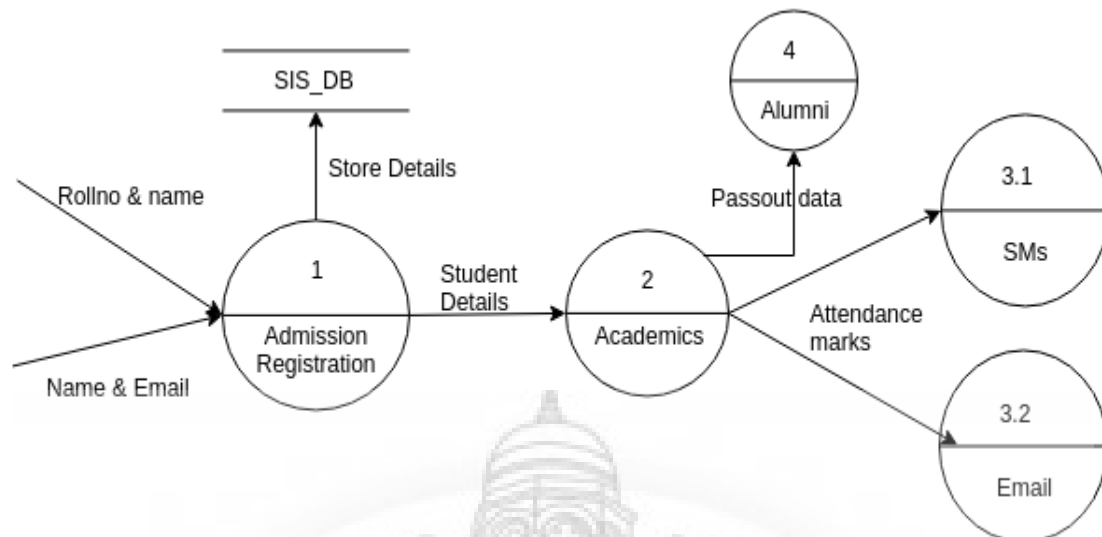 SIS_DB
Store Details
Rollno & name
Name & Email
1
Admission
Registration
Student
Details
2
Academics
Passout data
4
Alumni
Attendance
marks
3.1
SMs
3.2
Email